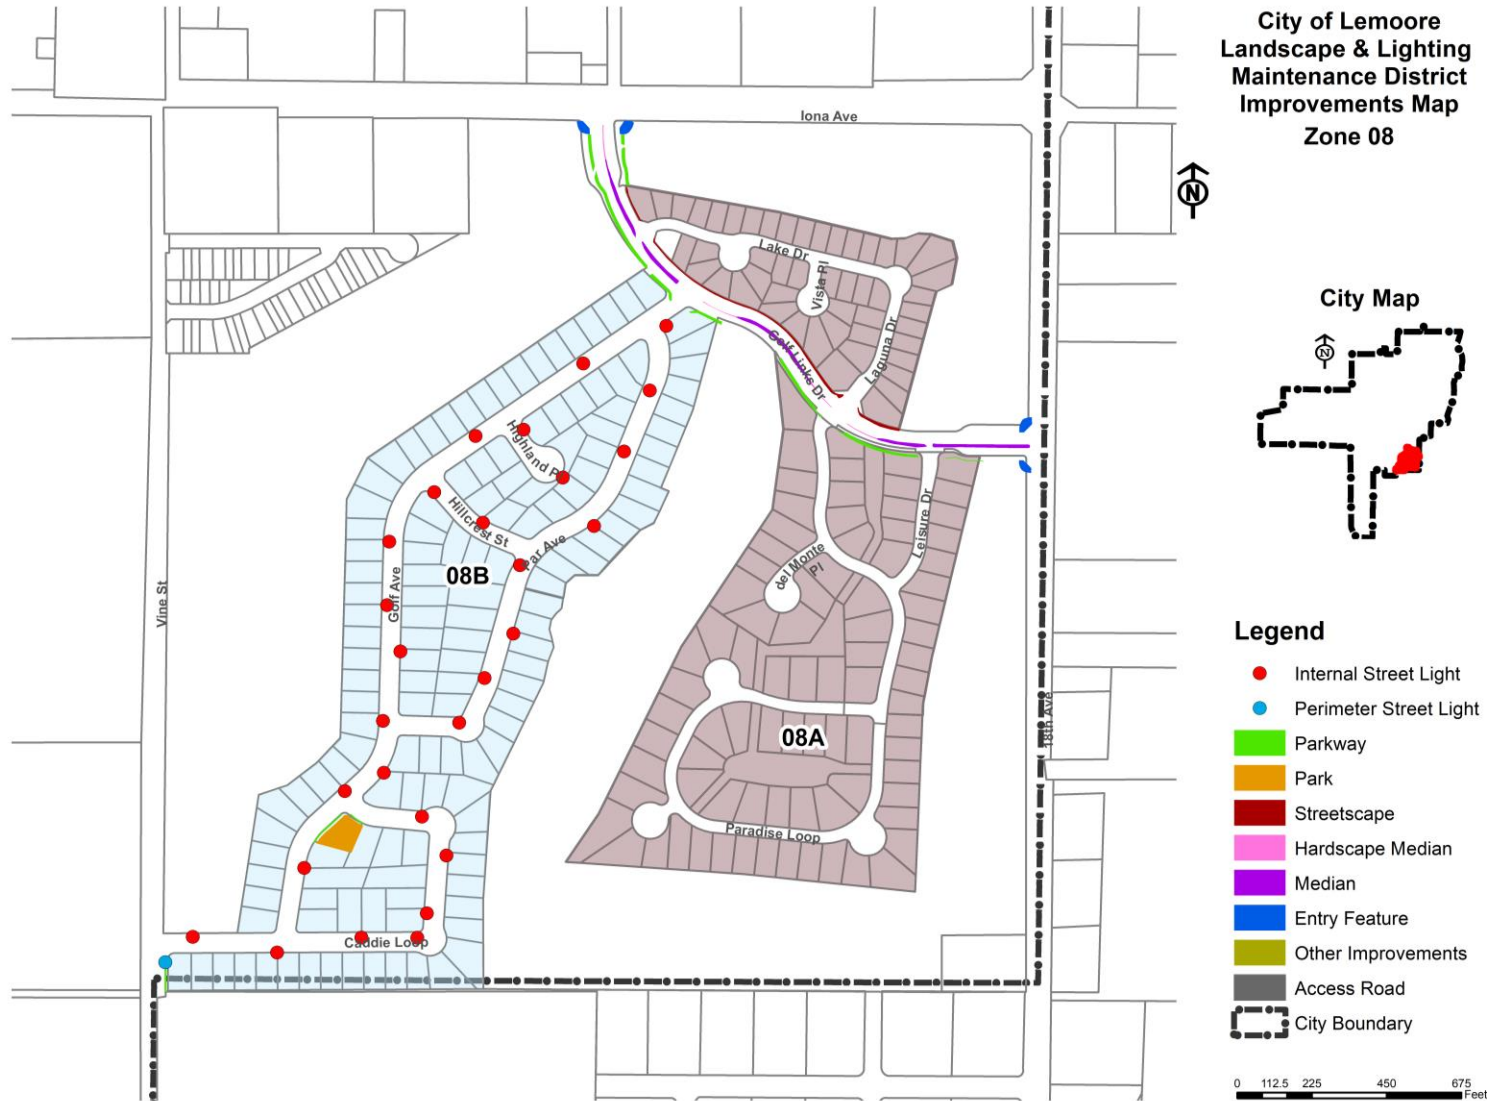 City of Lemoore
Landscape & Lighting
Maintenance District
Improvements Map
Zone 08
Iona Ave
N
Lake Dr
Vista Pl
City Map
N
Golf Links Dr
Laguna Dr
Highland P
Hillcrest St
Par Ave
Leisure Dr
del Monte
Pl
08B
Golf Ave
Vine St
Legend
Internal Street Light
Perimeter Street Light
18th Ave
08A
Parkway
Park
Streetscape
Paradise Loop
Hardscape Median
Median
Entry Feature
Caddie Loop
Other Improvements
Access Road
City Boundary
0 112.5 225 450 675
Feet